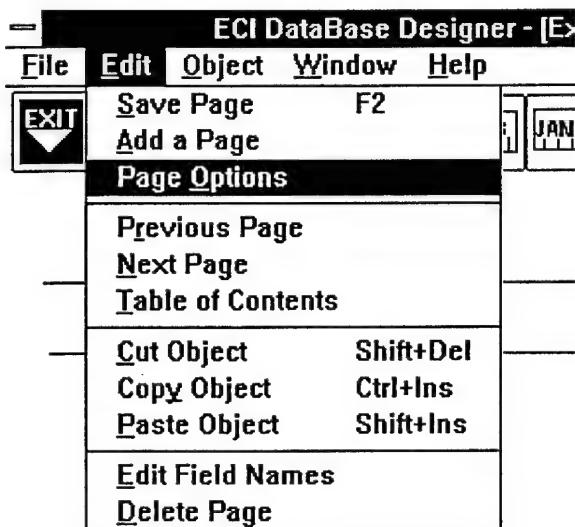 ECI DataBase Designer - [Ex
File Edit Object Window Help
EXIT
JAN
Save Page F2
Add a Page
Page Options
Previous Page
Next Page
Table of Contents
Cut Object Shift+Del
Copy Object Ctrl+Ins
Paste Object Shift+Ins
Edit Field Names
Delete Page